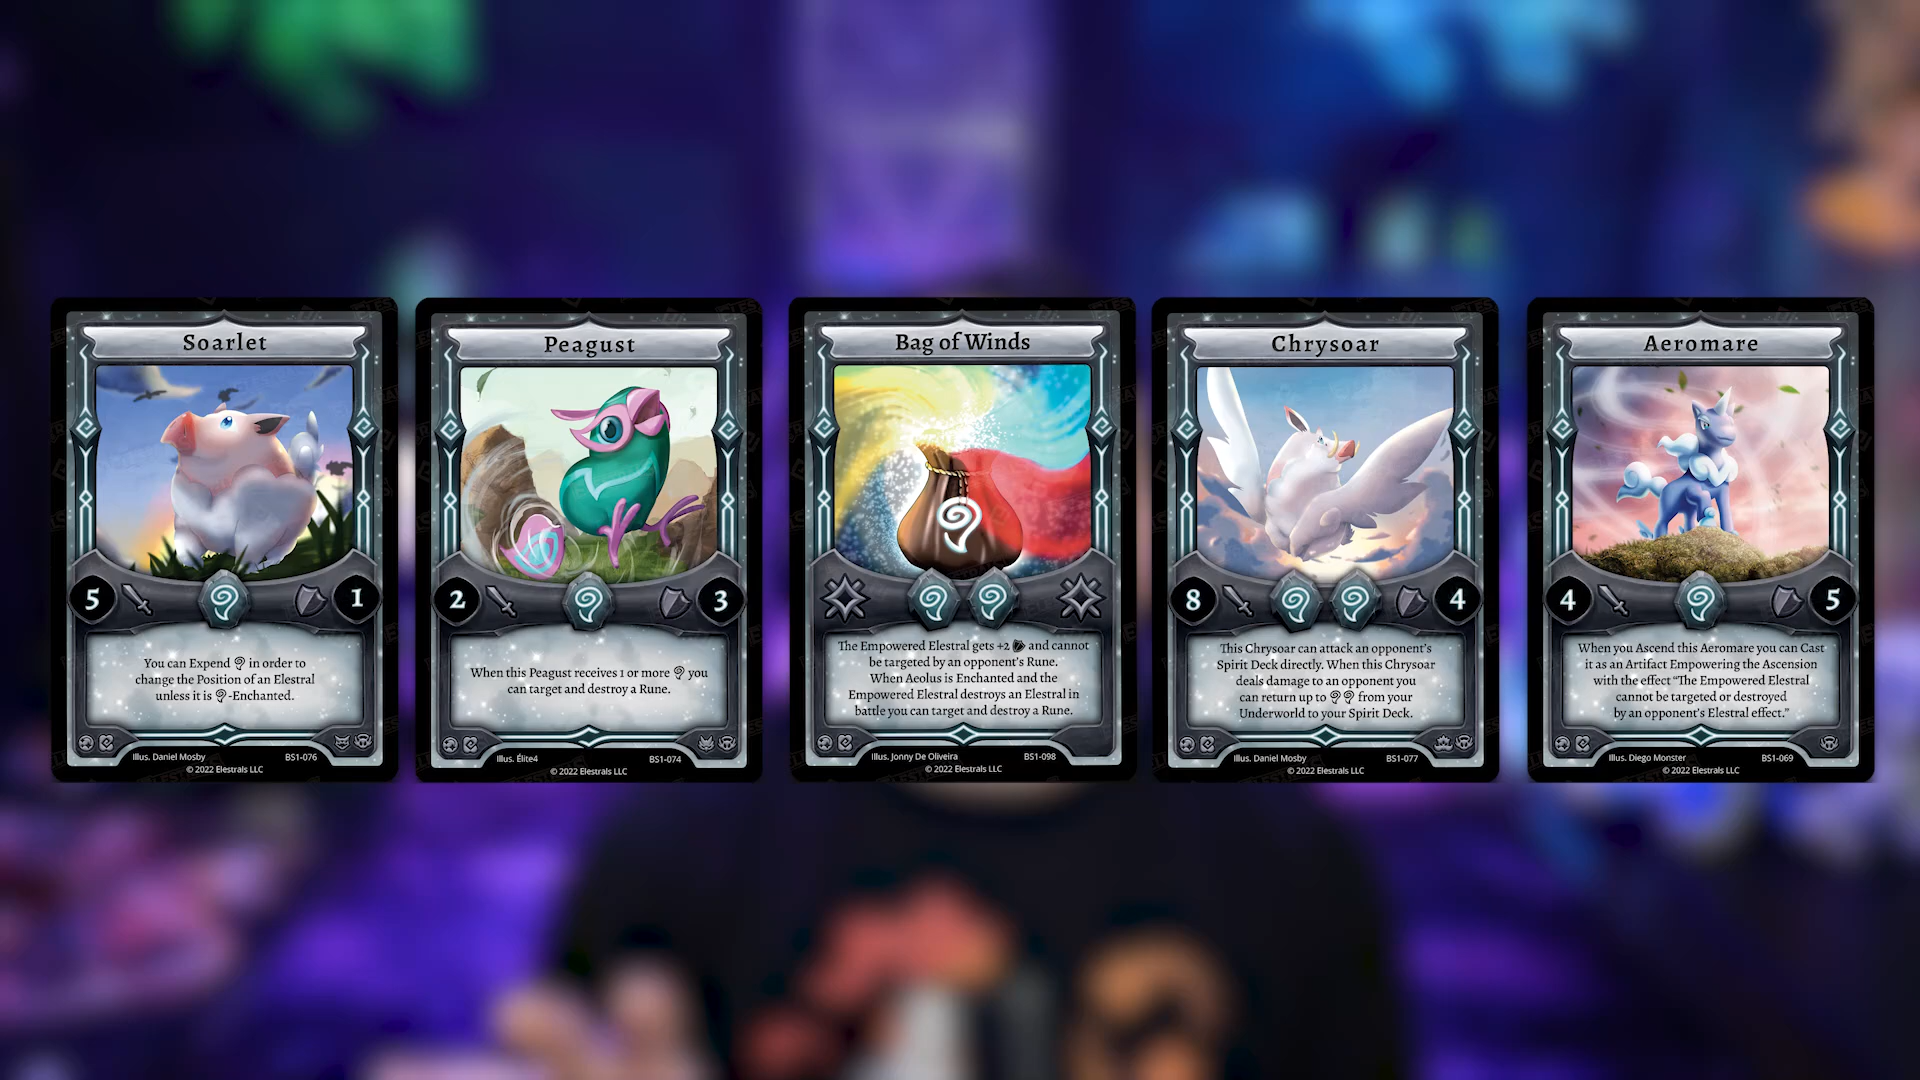 Soarlet
5
1
You can Expend in order to
change the Position of an Elestral
unless it is -Enchanted.
Illus. Daniel Mosby
BS1-076
© 2022 Elestrals LLC
Peagust
2
3
When this Peagust receives 1 or more you
can target and destroy a Rune.
Illus. Élite4
BS1-074
© 2022 Elestrals LLC
Bag of Winds
The Empowered Elestral gets +2 and cannot
be targeted by an opponent's Rune.
When Aeolus is Enchanted and the
Empowered Elestral destroys an Elestral in
battle you can target and destroy a Rune.
Illus. Jonny De Oliveira
BS1-098
© 2022 Elestrals LLC
Chrysoar
8
4
This Chrysoar can attack an opponent's
Spirit Deck directly. When this Chrysoar
deals damage to an opponent you
can return up to from your
Underworld to your Spirit Deck.
Illus. Daniel Mosby
BS1-077
© 2022 Elestrals LLC
Aeromare
4
5
When you Ascend this Aeromare you can Cast
it as an Artifact Empowering the Ascension
with the effect "The Empowered Elestral
cannot be targeted or destroyed
by an opponent's Elestral effect."
Illus. Diego Monster
BS1-069
© 2022 Elestrals LLC